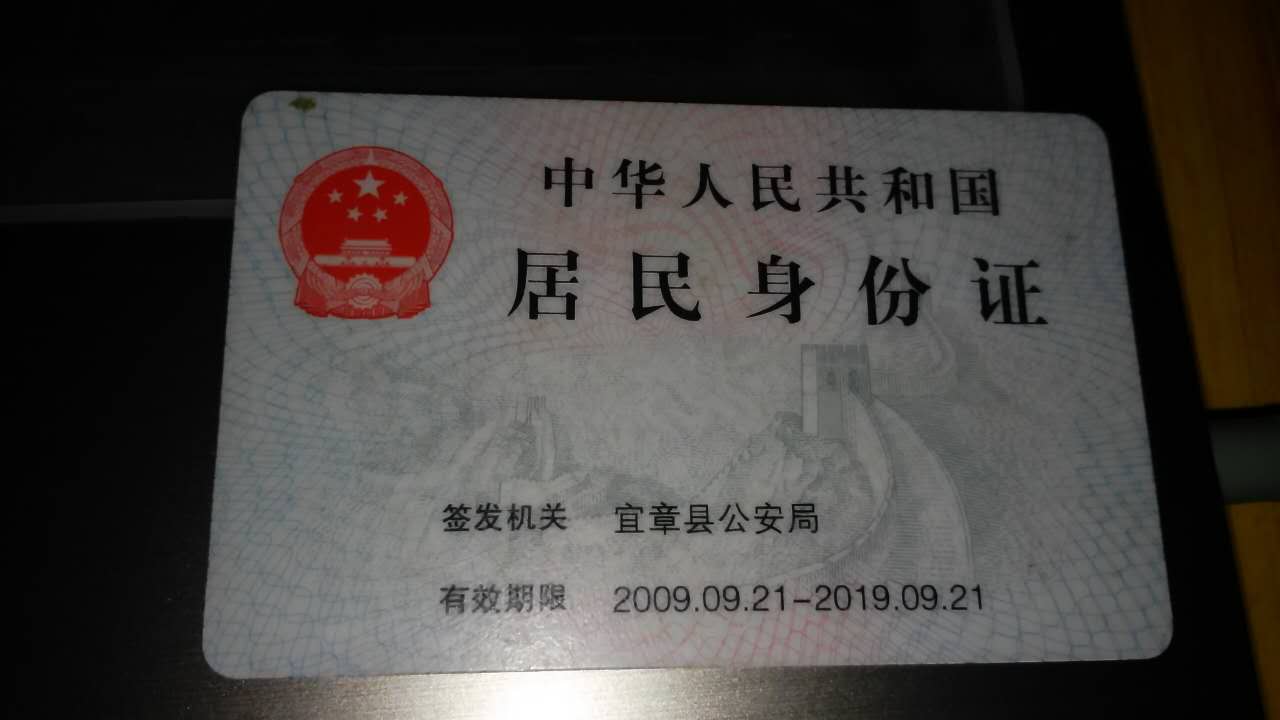 中华人民共和国
居民身份证
签发机关 宜章县公安局
有效期限 2009.09.21-2019.09.21